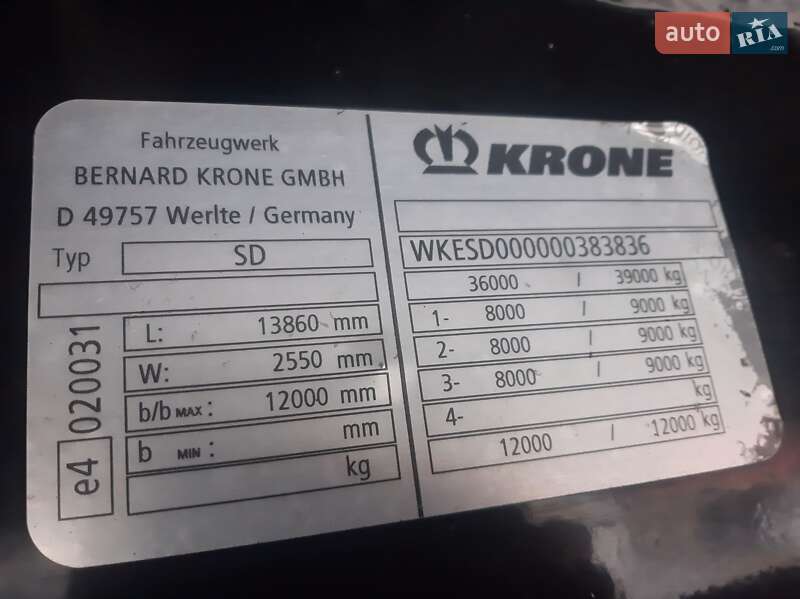 auto RIA.com
Fahrzeugwerk
BERNARD KRONE GMBH
D 49757 Werlte / Germany
Typ SD
L: 13860 mm
W: 2550 mm
b/b MAX: 12000 mm
b MIN: mm
kg
e4 020031
KRONE
WKESD000000383836
36000 / 39000 kg
1- 8000 / 9000 kg
2- 8000 / 9000 kg
3- 8000 / 9000 kg
4- kg
12000 / 12000 kg